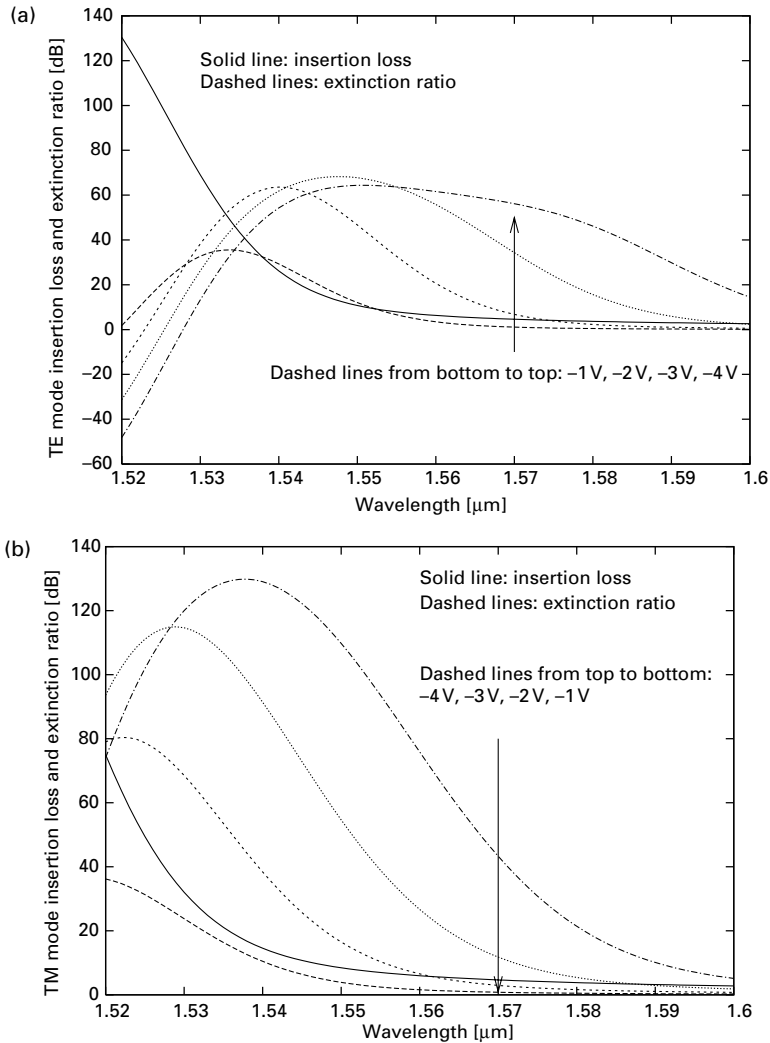 (a)
TE mode insertion loss and extinction ratio [dB]
140
120
100
80
60
40
20
0
–20
–40
–60
Solid line: insertion loss
Dashed lines: extinction ratio
Dashed lines from bottom to top: –1 V, –2 V, –3 V, –4 V
1.52 1.53 1.54 1.55 1.56 1.57 1.58 1.59 1.6
Wavelength [μm]
(b)
TM mode insertion loss and extinction ratio [dB]
140
120
100
80
60
40
20
0
Solid line: insertion loss
Dashed lines: extinction ratio
Dashed lines from top to bottom:
–4 V, –3 V, –2 V, –1 V
1.52 1.53 1.54 1.55 1.56 1.57 1.58 1.59 1.6
Wavelength [μm]